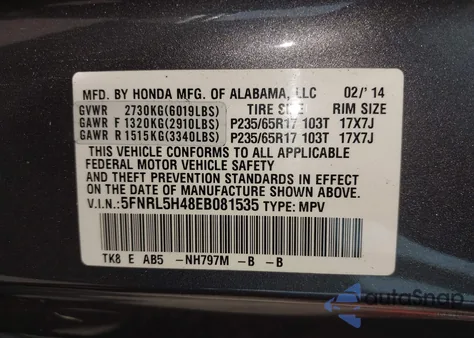 MFD. BY HONDA MFG. OF ALABAMA, LLC 02/'14
GVWR 2730KG(6019LBS) TIRE SIZE RIM SIZE
GAWR F 1320KG(2910LBS) P235/65R17 103T 17X7J
GAWR R 1515KG(3340LBS) P235/65R17 103T 17X7J
THIS VEHICLE CONFORMS TO ALL APPLICABLE
FEDERAL MOTOR VEHICLE SAFETY
AND THEFT PREVENTION STANDARDS IN EFFECT
ON THE DATE OF MANUFACTURE SHOWN ABOVE.
V.I.N.: 5FNRL5H48EB081535 TYPE: MPV
TK8 E AB5 -NH797M -B -B
autoSnap